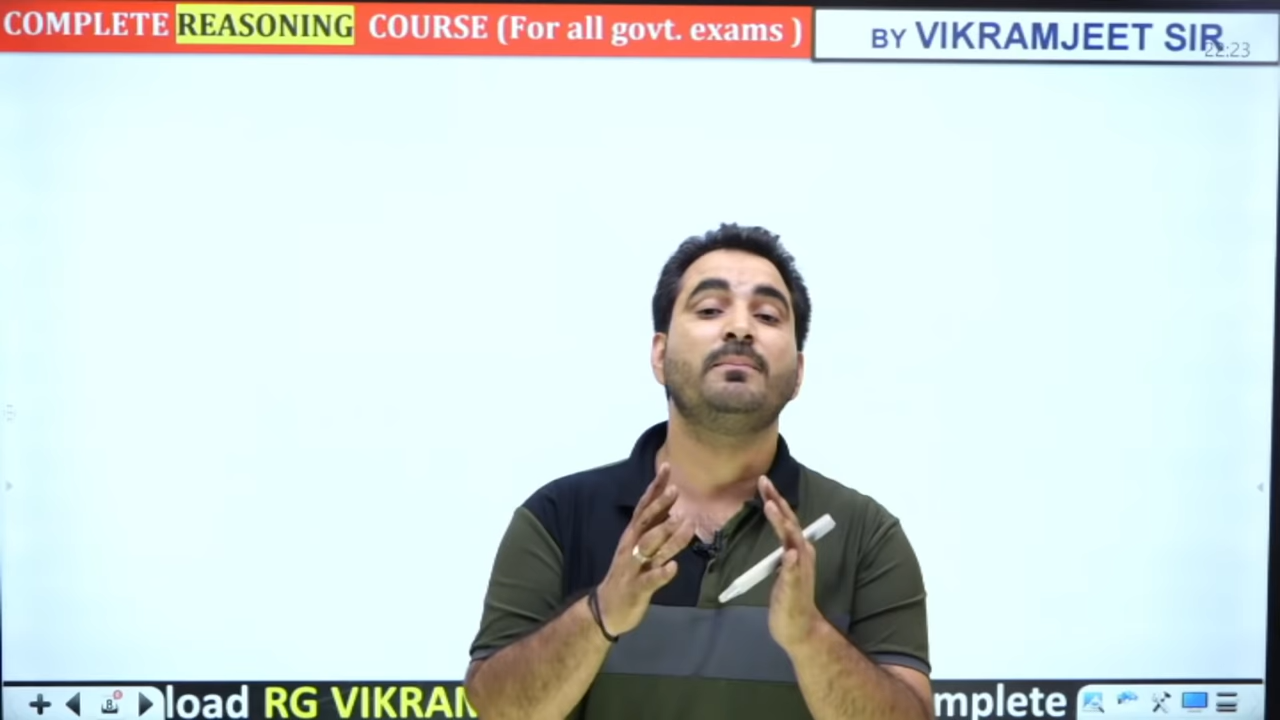 COMPLETE REASONING COURSE (For all govt. exams )
BY VIKRAMJEET SIR
22:23
load RG VIKRAM mplete